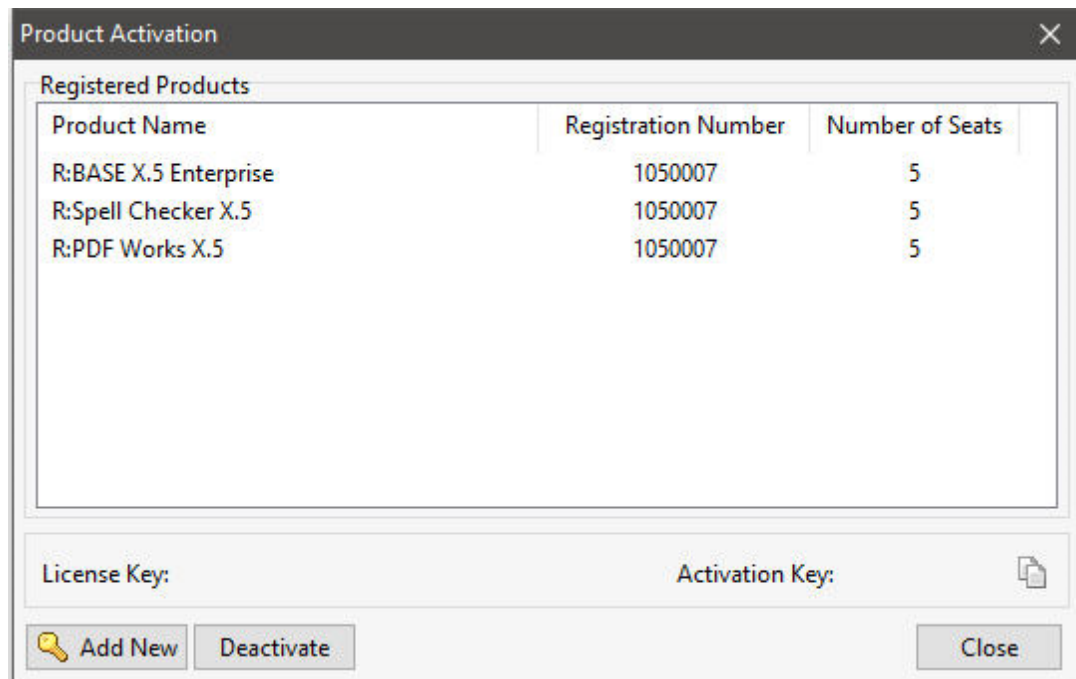 Product Activation
Registered Products
Product Name Registration Number Number of Seats
R:BASE X.5 Enterprise 1050007 5
R:Spell Checker X.5 1050007 5
R:PDF Works X.5 1050007 5
License Key: Activation Key:
Add New Deactivate Close